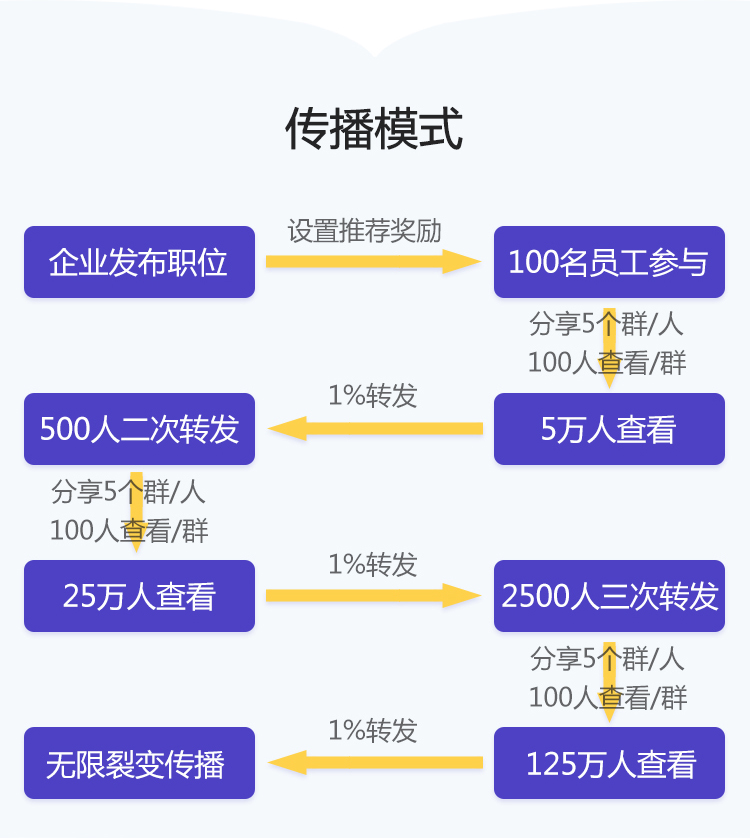 传播模式
企业发布职位
设置推荐奖励
100名员工参与
分享5个群/人
100人查看/群
5万人查看
1%转发
500人二次转发
分享5个群/人
100人查看/群
25万人查看
1%转发
2500人三次转发
分享5个群/人
100人查看/群
125万人查看
1%转发
无限裂变传播